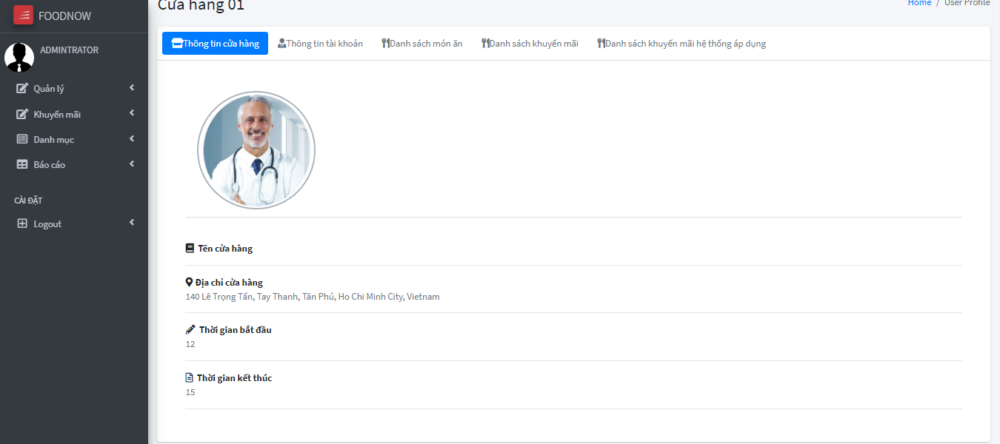 FOODNOW
ADMINTRATOR
Quản lý
Khuyến mãi
Danh mục
Báo cáo
CÀI ĐẶT
Logout
Cửa hàng 01
Home / User Profile
Thông tin cửa hàng
Thông tin tài khoản
Danh sách món ăn
Danh sách khuyến mãi
Danh sách khuyến mãi hệ thống áp dụng
Tên cửa hàng
Địa chỉ cửa hàng
140 Lê Trọng Tấn, Tay Thanh, Tân Phú, Ho Chi Minh City, Vietnam
Thời gian bắt đầu
12
Thời gian kết thúc
15